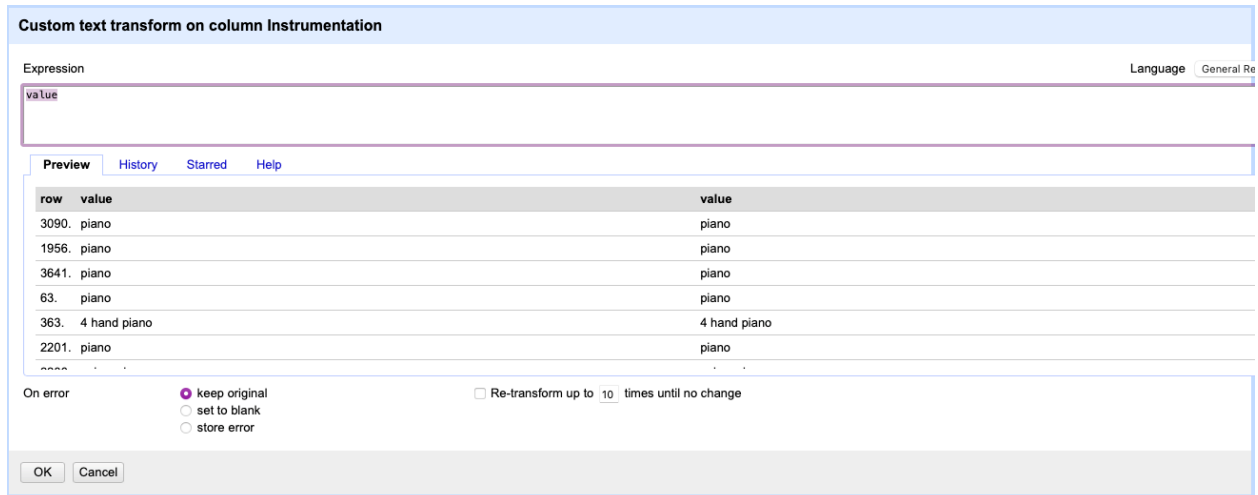 Custom text transform on column Instrumentation
Expression Language General Re
value
Preview History Starred Help
row value value
3090. piano piano
1956. piano piano
3641. piano piano
63. piano piano
363. 4 hand piano 4 hand piano
2201. piano piano
On error keep original Re-transform up to 10 times until no change
set to blank
store error
OK Cancel